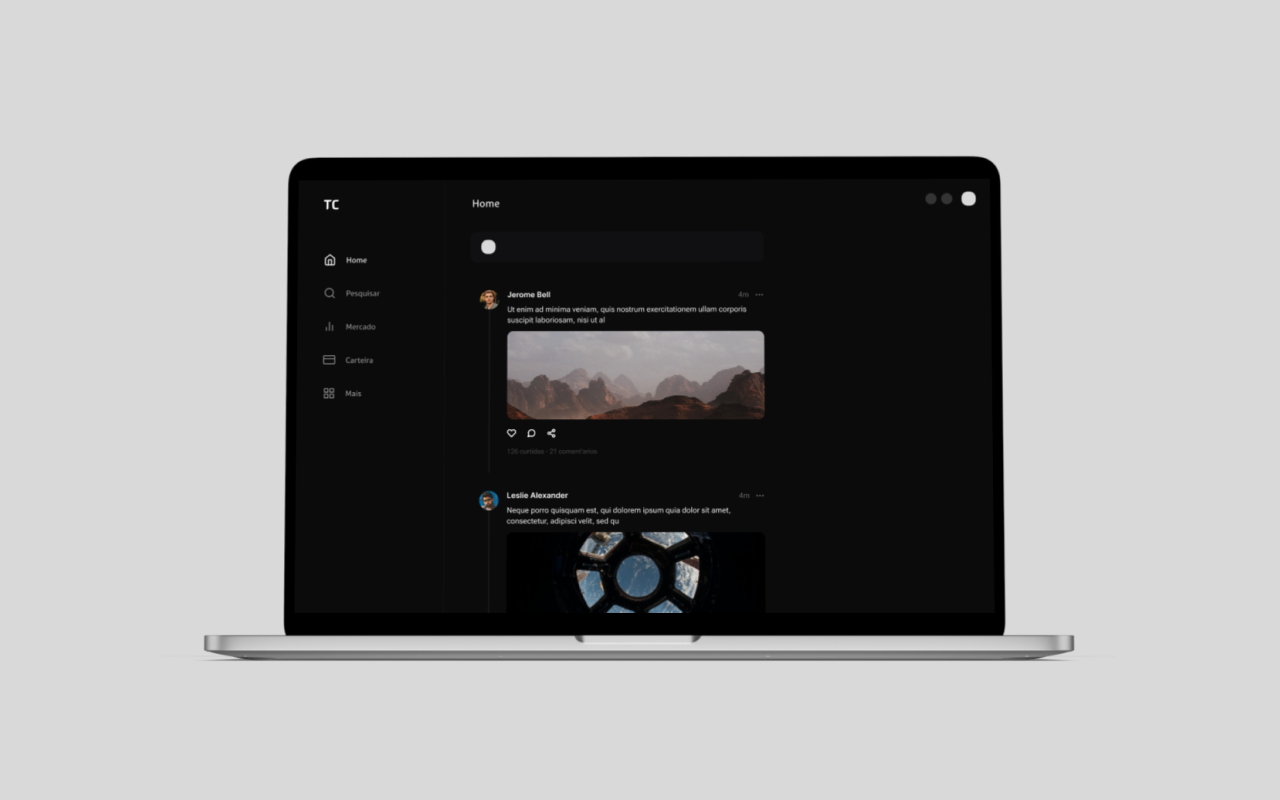 TC
Home
Home
Pesquisar
Mercado
Carteira
Mais
Jerome Bell
4m
Ut enim ad minima veniam, quis nostrum exercitationem ullam corporis
suscipit laboriosam, nisi ut al
126 curtidas · 21 comentários
Leslie Alexander
4m
Neque porro quisquam est, qui dolorem ipsum quia dolor sit amet,
consectetur, adipisci velit, sed qu